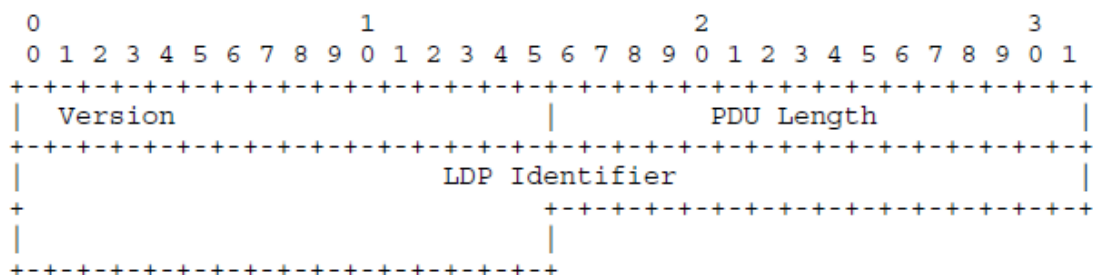 0                   1                   2                   3
 0 1 2 3 4 5 6 7 8 9 0 1 2 3 4 5 6 7 8 9 0 1 2 3 4 5 6 7 8 9 0 1
+-+-+-+-+-+-+-+-+-+-+-+-+-+-+-+-+-+-+-+-+-+-+-+-+-+-+-+-+-+-+-+-+
|  Version                      |         PDU Length            |
+-+-+-+-+-+-+-+-+-+-+-+-+-+-+-+-+-+-+-+-+-+-+-+-+-+-+-+-+-+-+-+-+
|                         LDP Identifier                        |
+                               +-+-+-+-+-+-+-+-+-+-+-+-+-+-+-+-+
|                               |
+-+-+-+-+-+-+-+-+-+-+-+-+-+-+-+-+